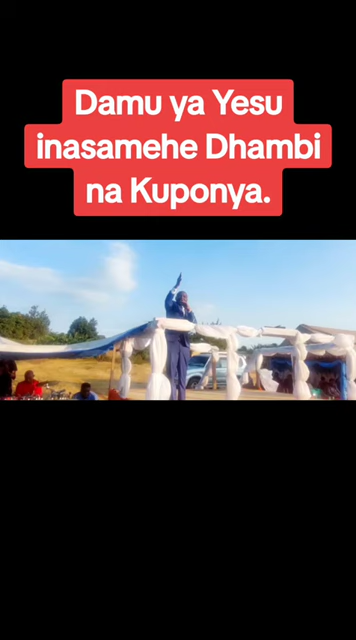 Damu ya Yesu
inasamehe Dhambi
na Kuponya.